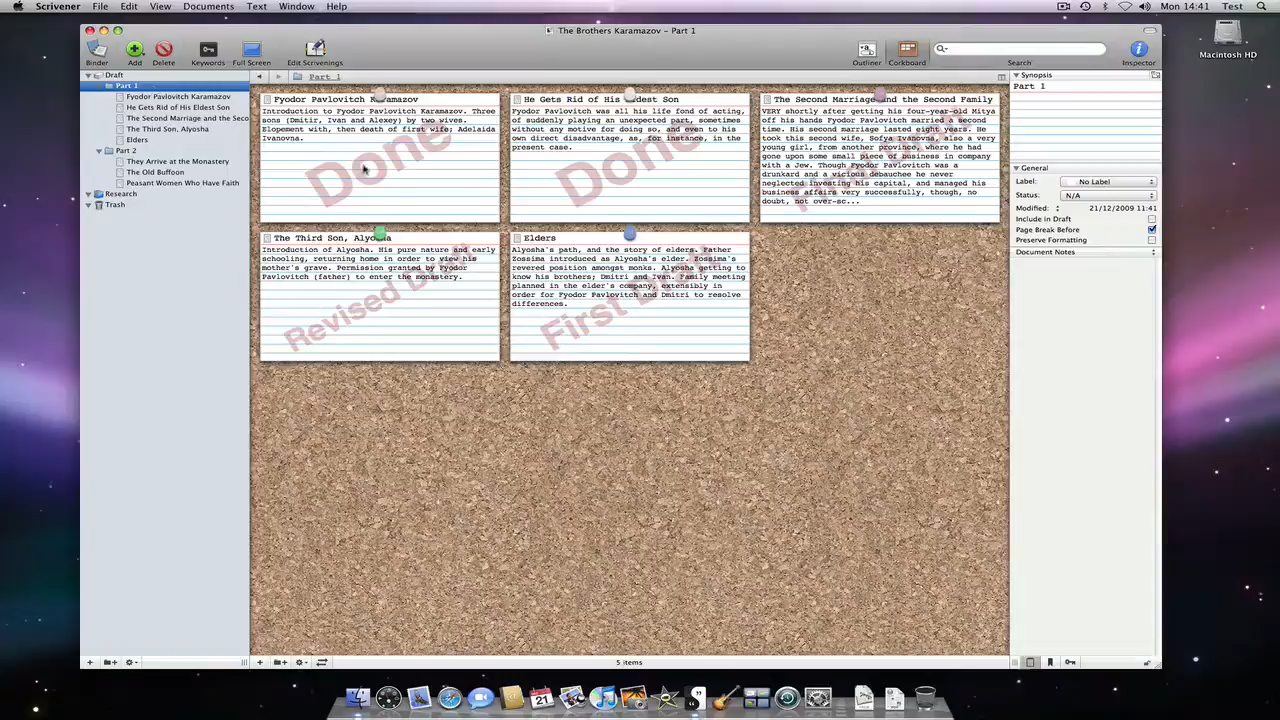 Scrivener File Edit View Documents Text Window Help Mon 14:41 Test
The Brothers Karamazov – Part 1
Macintosh HD
Binder Add Delete Keywords Full Screen Edit Scrivenings Outliner Corkboard Search Inspector
Draft
Part 1
Fyodor Pavlovitch Karamazov
He Gets Rid of His Eldest Son
The Second Marriage and the Seco
The Third Son, Alyosha
Elders
Part 2
They Arrive at the Monastery
The Old Buffoon
Peasant Women Who Have Faith
Research
Trash
Part 1
Fyodor Pavlovitch Karamazov
Introduction to Fyodor Pavlovitch Karamazov. Three
sons (Dmitir, Ivan and Alexey) by two wives.
Elopement with, then death of first wife; Adelaida
Ivanovna.
Done
He Gets Rid of His Eldest Son
Fyodor Pavlovitch was all his life fond of acting,
of suddenly playing an unexpected part, sometimes
without any motive for doing so, and even to his
own direct disadvantage, as, for instance, in the
present case.
Done
The Second Marriage and the Second Family
VERY shortly after getting his four-year-old Mitya
off his hands Fyodor Pavlovitch married a second
time. His second marriage lasted eight years. He
took this second wife, Sofya Ivanovna, also a very
young girl, from another province, where he had
gone upon some small piece of business in company
with a Jew. Though Fyodor Pavlovitch was a
drunkard and a vicious debauchee he never
neglected investing his capital, and managed his
business affairs very successfully, though, no
doubt, not over-sc...
The Third Son, Alyosha
Introduction of Alyosha. His pure nature and early
schooling, returning home in order to view his
mother's grave. Permission granted by Fyodor
Pavlovitch (father) to enter the monastery.
Revised Draft
Elders
Alyosha's path, and the story of elders. Father
Zossima introduced as Alyosha's elder. Zossima's
revered position amongst monks. Alyosha getting to
know his brothers; Dmitri and Ivan. Family meeting
planned in the elder's company, extensibly in
order for Fyodor Pavlovitch and Dmitri to resolve
differences.
First Draft
5 items
Synopsis
Part 1
General
Label: No Label
Status: N/A
Modified: 21/12/2009 11:41
Include in Draft
Page Break Before
Preserve Formatting
Document Notes